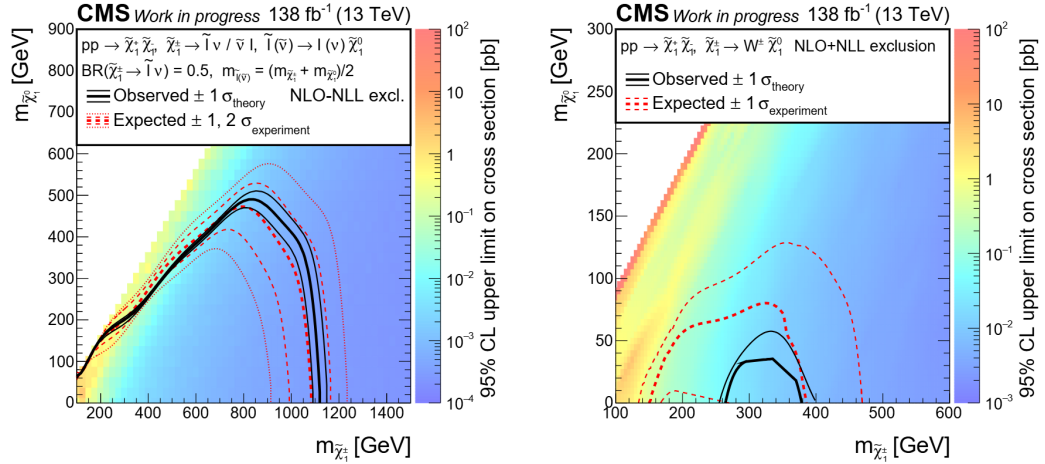 CMS Work in progress 138 fb⁻¹ (13 TeV)
pp → χ̃₁⁺ χ̃₁⁻, χ̃₁± → l̃ ν / ν̃ l, l̃ (ν̃) → l (ν) χ̃₁⁰
BR(χ̃₁± → l̃ ν) = 0.5, m_l̃(ν̃) = (m_χ̃₁± + m_χ̃₁⁰)/2
Observed ± 1 σ_theory NLO-NLL excl.
Expected ± 1, 2 σ_experiment
m_χ̃₁⁰ [GeV]
900
800
700
600
500
400
300
200
100
0
200 400 600 800 1000 1200 1400
m_χ̃₁± [GeV]
10²
10
1
10⁻¹
10⁻²
10⁻³
10⁻⁴
95% CL upper limit on cross section [pb]
CMS Work in progress 138 fb⁻¹ (13 TeV)
pp → χ̃₁⁺ χ̃₁⁻, χ̃₁± → W± χ̃₁⁰ NLO+NLL exclusion
Observed ± 1 σ_theory
Expected ± 1 σ_experiment
m_χ̃₁⁰ [GeV]
300
250
200
150
100
50
0
100 200 300 400 500 600
m_χ̃₁± [GeV]
10²
10
1
10⁻¹
10⁻²
10⁻³
95% CL upper limit on cross section [pb]